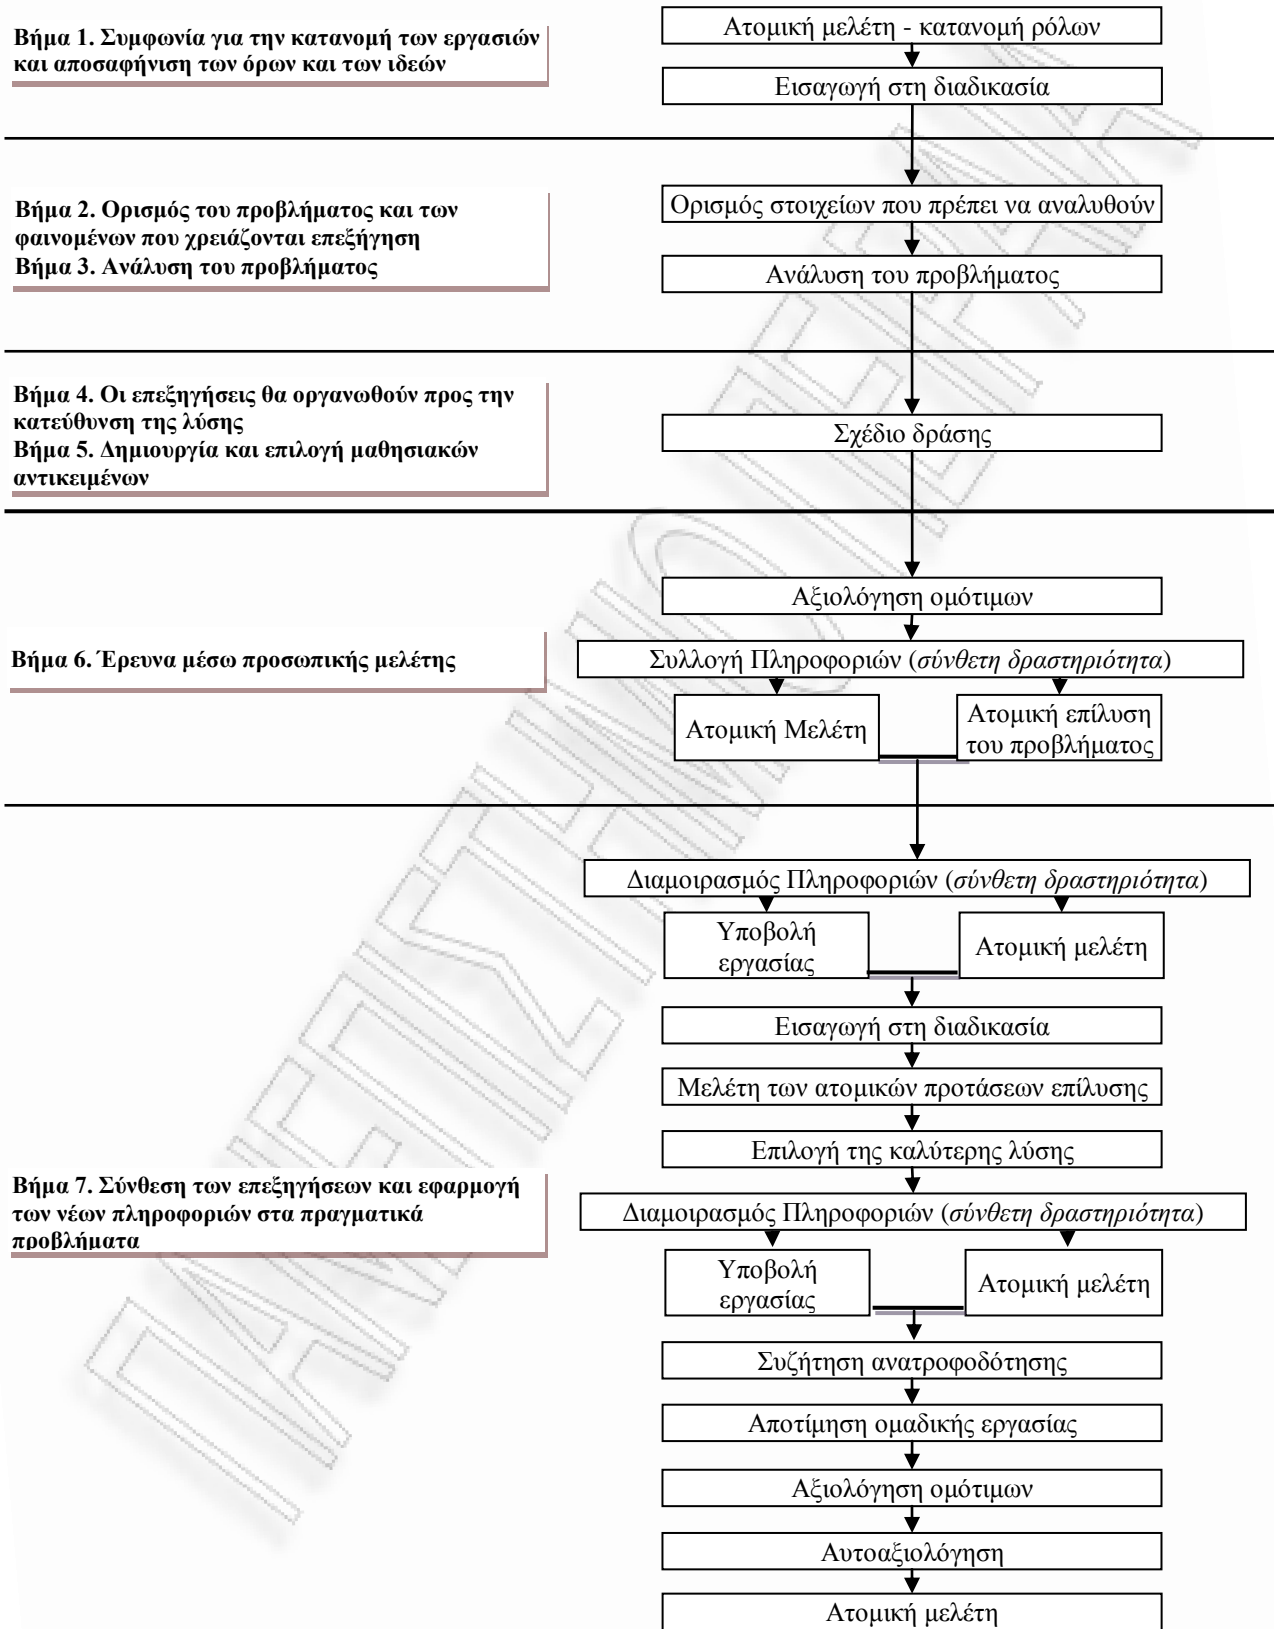 Βήμα 1. Συμφωνία για την κατανομή των εργασιών
και αποσαφήνιση των όρων και των ιδεών
Ατομική μελέτη - κατανομή ρόλων
Εισαγωγή στη διαδικασία
Βήμα 2. Ορισμός του προβλήματος και των
φαινομένων που χρειάζονται επεξήγηση
Βήμα 3. Ανάλυση του προβλήματος
Ορισμός στοιχείων που πρέπει να αναλυθούν
Ανάλυση του προβλήματος
Βήμα 4. Οι επεξηγήσεις θα οργανωθούν προς την
κατεύθυνση της λύσης
Βήμα 5. Δημιουργία και επιλογή μαθησιακών
αντικειμένων
Σχέδιο δράσης
Βήμα 6. Έρευνα μέσω προσωπικής μελέτης
Αξιολόγηση ομότιμων
Συλλογή Πληροφοριών (σύνθετη δραστηριότητα)
Ατομική Μελέτη
Ατομική επίλυση
του προβλήματος
Διαμοιρασμός Πληροφοριών (σύνθετη δραστηριότητα)
Υποβολή
εργασίας
Ατομική μελέτη
Εισαγωγή στη διαδικασία
Μελέτη των ατομικών προτάσεων επίλυσης
Επιλογή της καλύτερης λύσης
Βήμα 7. Σύνθεση των επεξηγήσεων και εφαρμογή
των νέων πληροφοριών στα πραγματικά
προβλήματα
Διαμοιρασμός Πληροφοριών (σύνθετη δραστηριότητα)
Υποβολή
εργασίας
Ατομική μελέτη
Συζήτηση ανατροφοδότησης
Αποτίμηση ομαδικής εργασίας
Αξιολόγηση ομότιμων
Αυτοαξιολόγηση
Ατομική μελέτη
ΠΑΝΕΠΙΣΤΗΜΙΟ ΠΕΙΡΑΙΑ